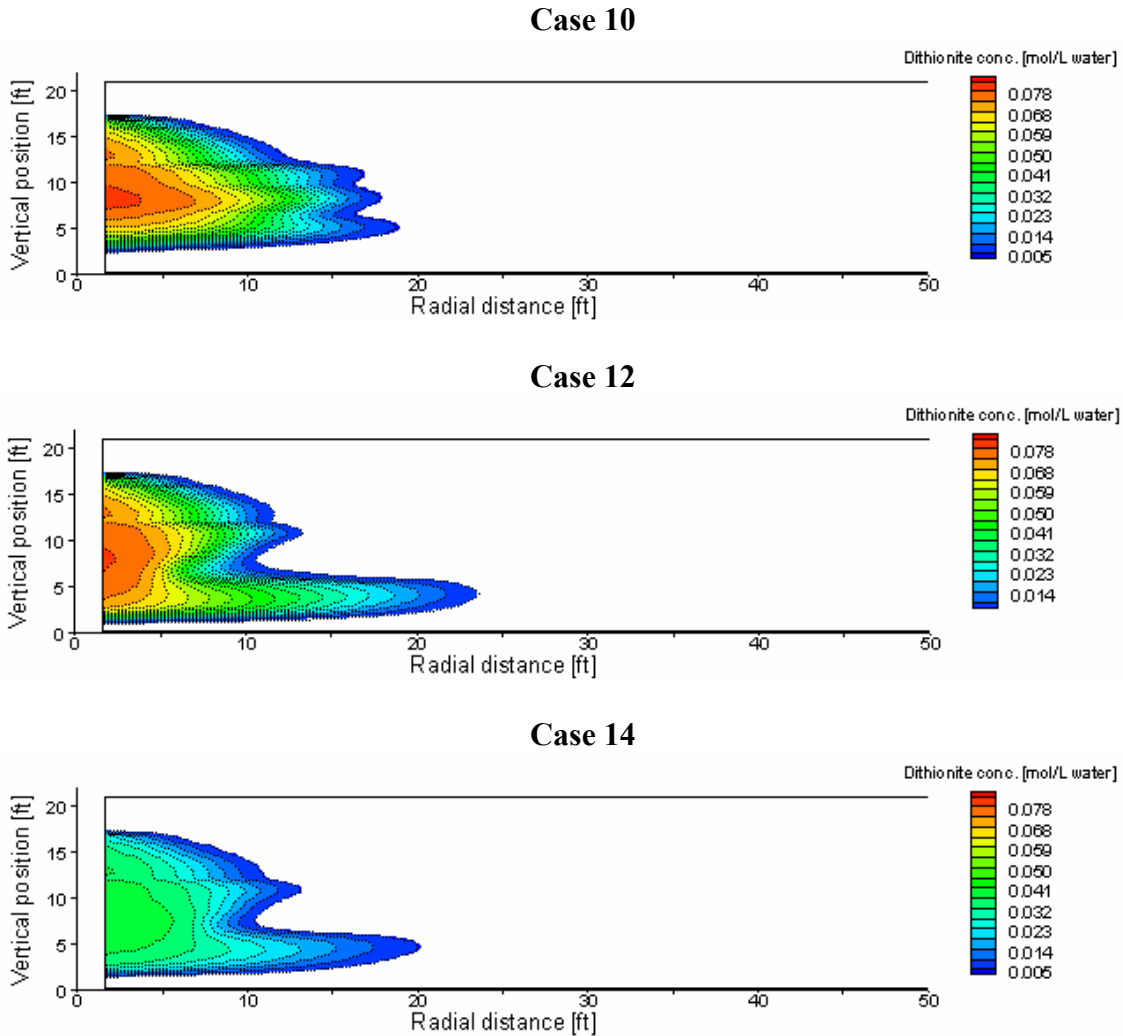 Case 10
Dithionite conc. [mol/L water]
20
15
10
5
0
Vertical position [ft]
0.078
0.068
0.059
0.050
0.041
0.032
0.023
0.014
0.005
0 10 20 30 40 50
Radial distance [ft]
Case 12
Dithionite conc. [mol/L water]
20
15
10
5
0
Vertical position [ft]
0.078
0.068
0.059
0.050
0.041
0.032
0.023
0.014
0 10 20 30 40 50
Radial distance [ft]
Case 14
Dithionite conc. [mol/L water]
20
15
10
5
0
Vertical position [ft]
0.078
0.068
0.059
0.050
0.041
0.032
0.023
0.014
0.005
0 10 20 30 40 50
Radial distance [ft]